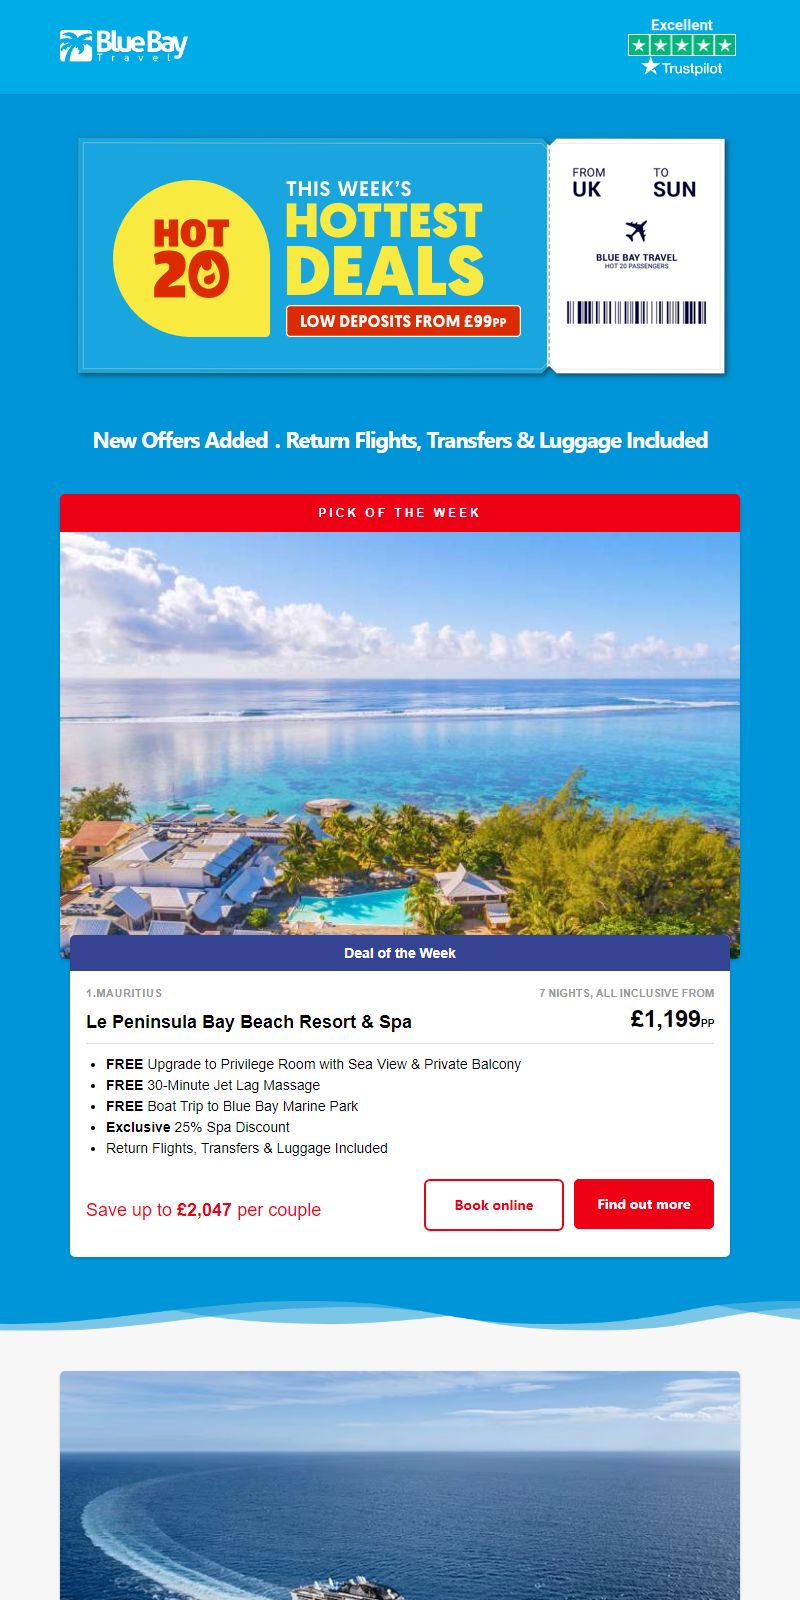 Blue Bay
Travel
Excellent
Trustpilot
HOT
20
THIS WEEK'S
HOTTEST
DEALS
LOW DEPOSITS FROM £99PP
FROM
UK
TO
SUN
BLUE BAY TRAVEL
HOT 20 PASSENGERS
New Offers Added . Return Flights, Transfers & Luggage Included
PICK OF THE WEEK
Deal of the Week
1.MAURITIUS
7 NIGHTS, ALL INCLUSIVE FROM
Le Peninsula Bay Beach Resort & Spa
£1,199PP
• FREE Upgrade to Privilege Room with Sea View & Private Balcony
• FREE 30-Minute Jet Lag Massage
• FREE Boat Trip to Blue Bay Marine Park
• Exclusive 25% Spa Discount
• Return Flights, Transfers & Luggage Included
Save up to £2,047 per couple
Book online
Find out more